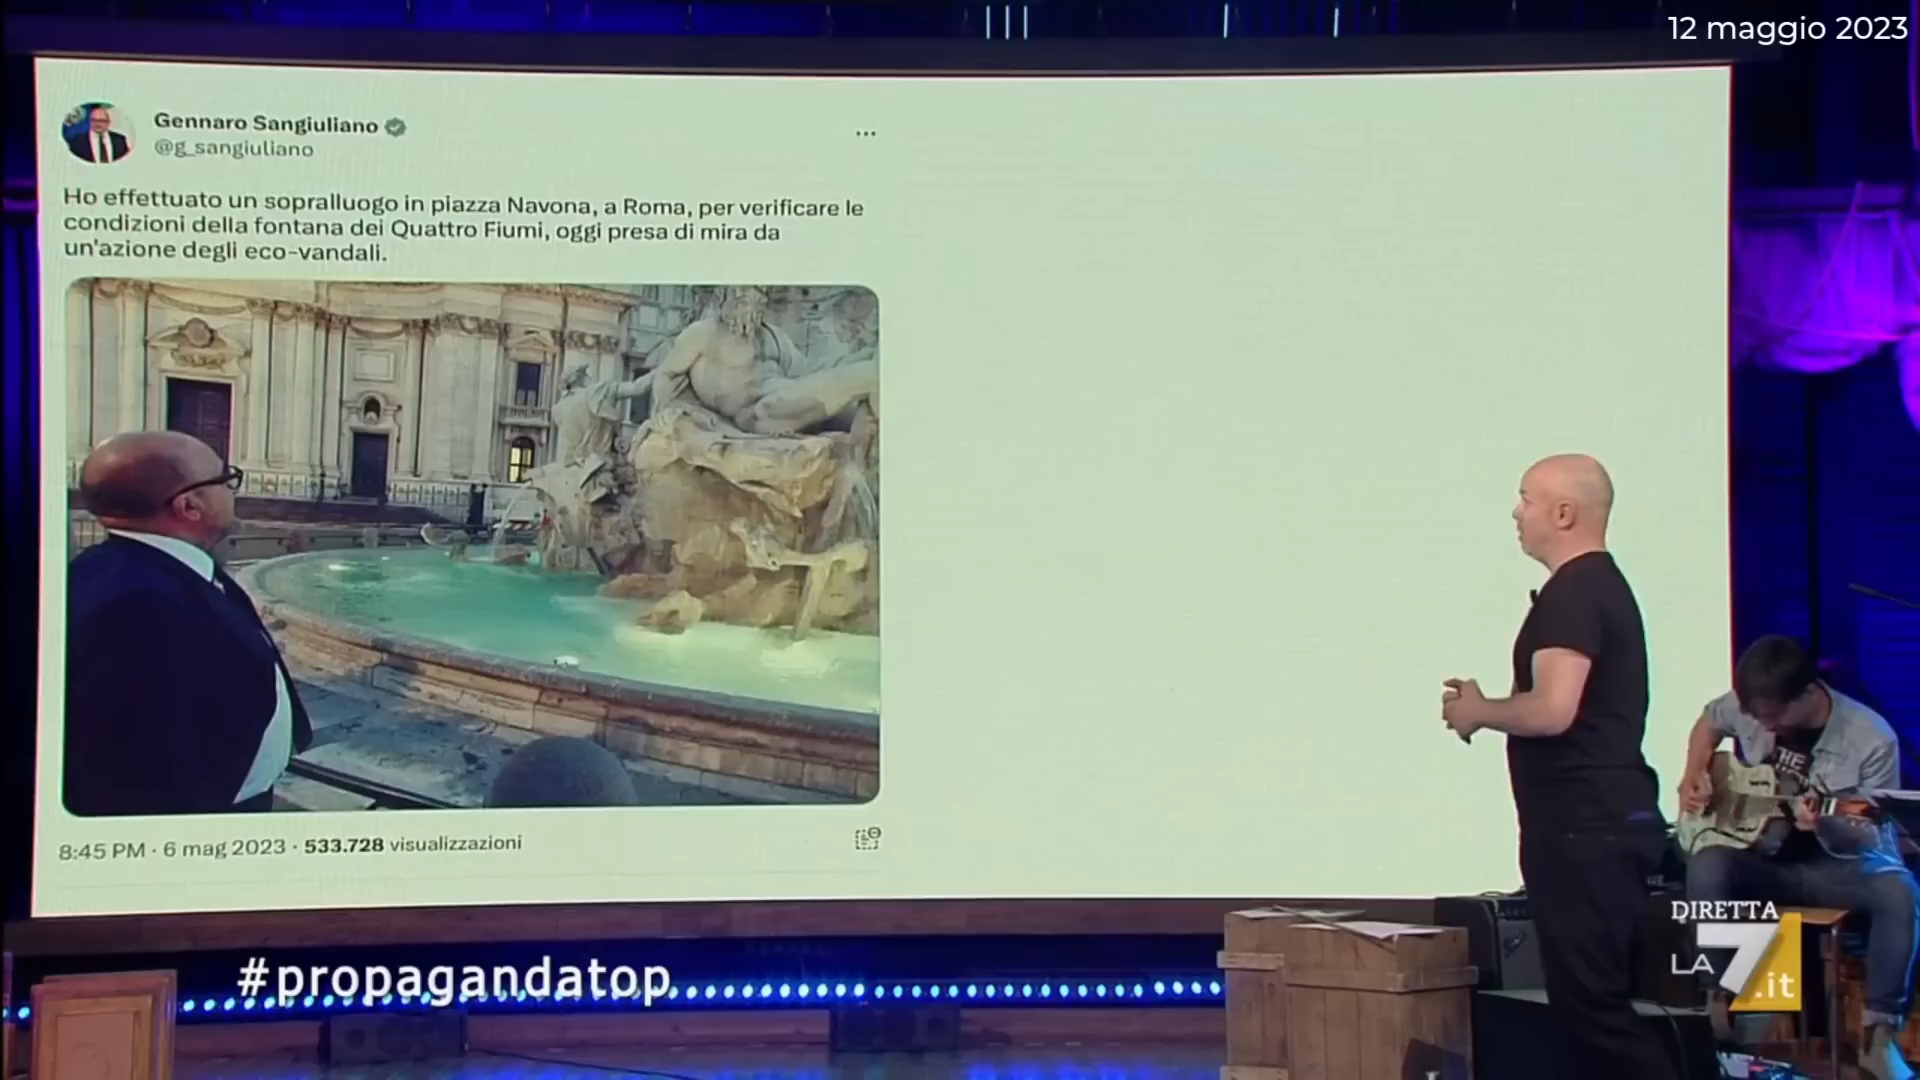 12 maggio 2023
Gennaro Sangiuliano
@g_sangiuliano
Ho effettuato un sopralluogo in piazza Navona, a Roma, per verificare le
condizioni della fontana dei Quattro Fiumi, oggi presa di mira da
un'azione degli eco-vandali.
8:45 PM · 6 mag 2023 · 533.728 visualizzazioni
THE
#propagandatop
DIRETTA
LA7
.it